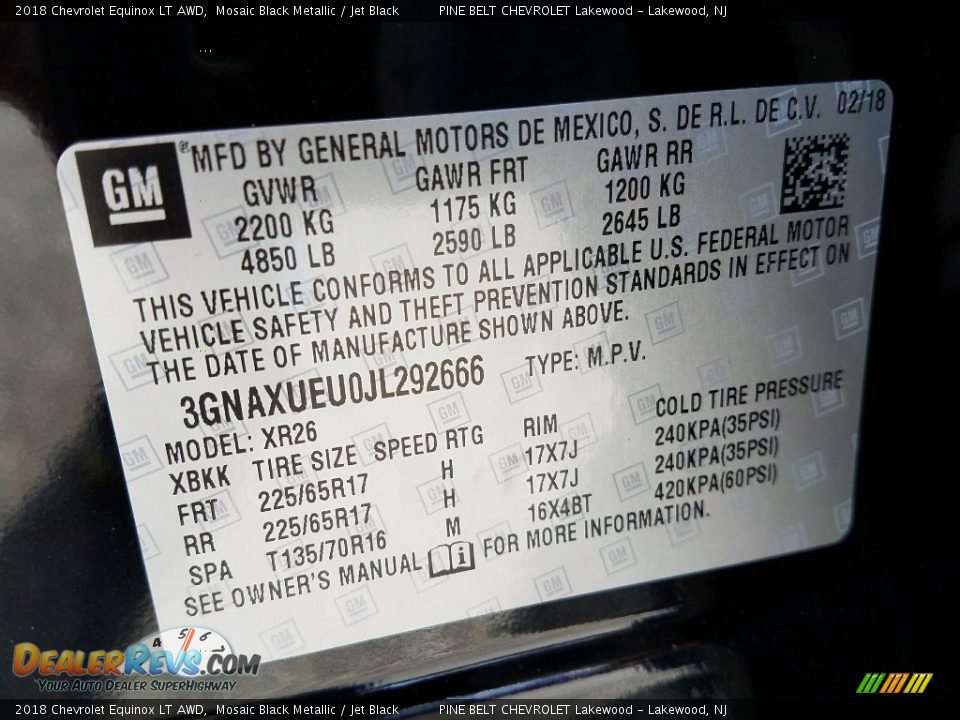 2018 Chevrolet Equinox LT AWD, Mosaic Black Metallic / Jet Black PINE BELT CHEVROLET Lakewood - Lakewood, NJ
GM ® MFD BY GENERAL MOTORS DE MEXICO, S. DE R.L. DE C.V. 02/18
GVWR GAWR FRT GAWR RR
2200 KG 1175 KG 1200 KG
4850 LB 2590 LB 2645 LB
THIS VEHICLE CONFORMS TO ALL APPLICABLE U.S. FEDERAL MOTOR
VEHICLE SAFETY AND THEFT PREVENTION STANDARDS IN EFFECT ON
THE DATE OF MANUFACTURE SHOWN ABOVE.
3GNAXUEU0JL292666 TYPE: M.P.V.
MODEL: XR26
XBKK TIRE SIZE SPEED RTG RIM COLD TIRE PRESSURE
FRT 225/65R17 H 17X7J 240KPA(35PSI)
RR 225/65R17 H 17X7J 240KPA(35PSI)
SPA T135/70R16 M 16X4BT 420KPA(60PSI)
SEE OWNER'S MANUAL i FOR MORE INFORMATION.
4 5 6
DEALERREVS.COM
YOUR AUTO DEALER SUPERHIGHWAY
2018 Chevrolet Equinox LT AWD, Mosaic Black Metallic / Jet Black PINE BELT CHEVROLET Lakewood - Lakewood, NJ